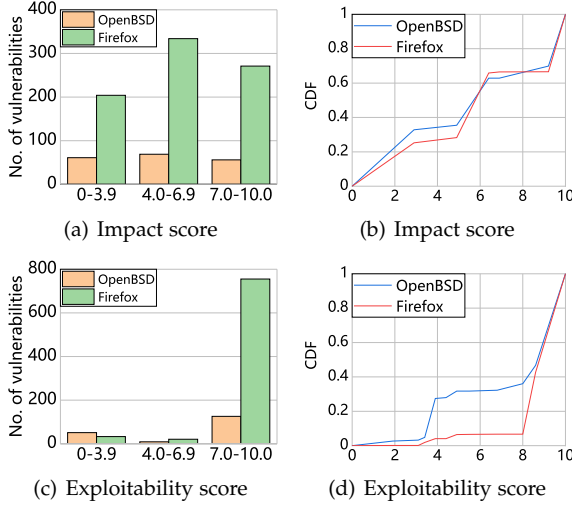 400
300
200
100
0
No. of vulnerabilities
OpenBSD
Firefox
0-3.9 4.0-6.9 7.0-10.0
(a) Impact score
1
0.8
0.6
0.4
0.2
0
CDF
OpenBSD
Firefox
0 2 4 6 8 10
(b) Impact score
800
600
400
200
0
No. of vulnerabilities
OpenBSD
Firefox
0-3.9 4.0-6.9 7.0-10.0
(c) Exploitability score
1
0.8
0.6
0.4
0.2
0
CDF
OpenBSD
Firefox
0 2 4 6 8 10
(d) Exploitability score